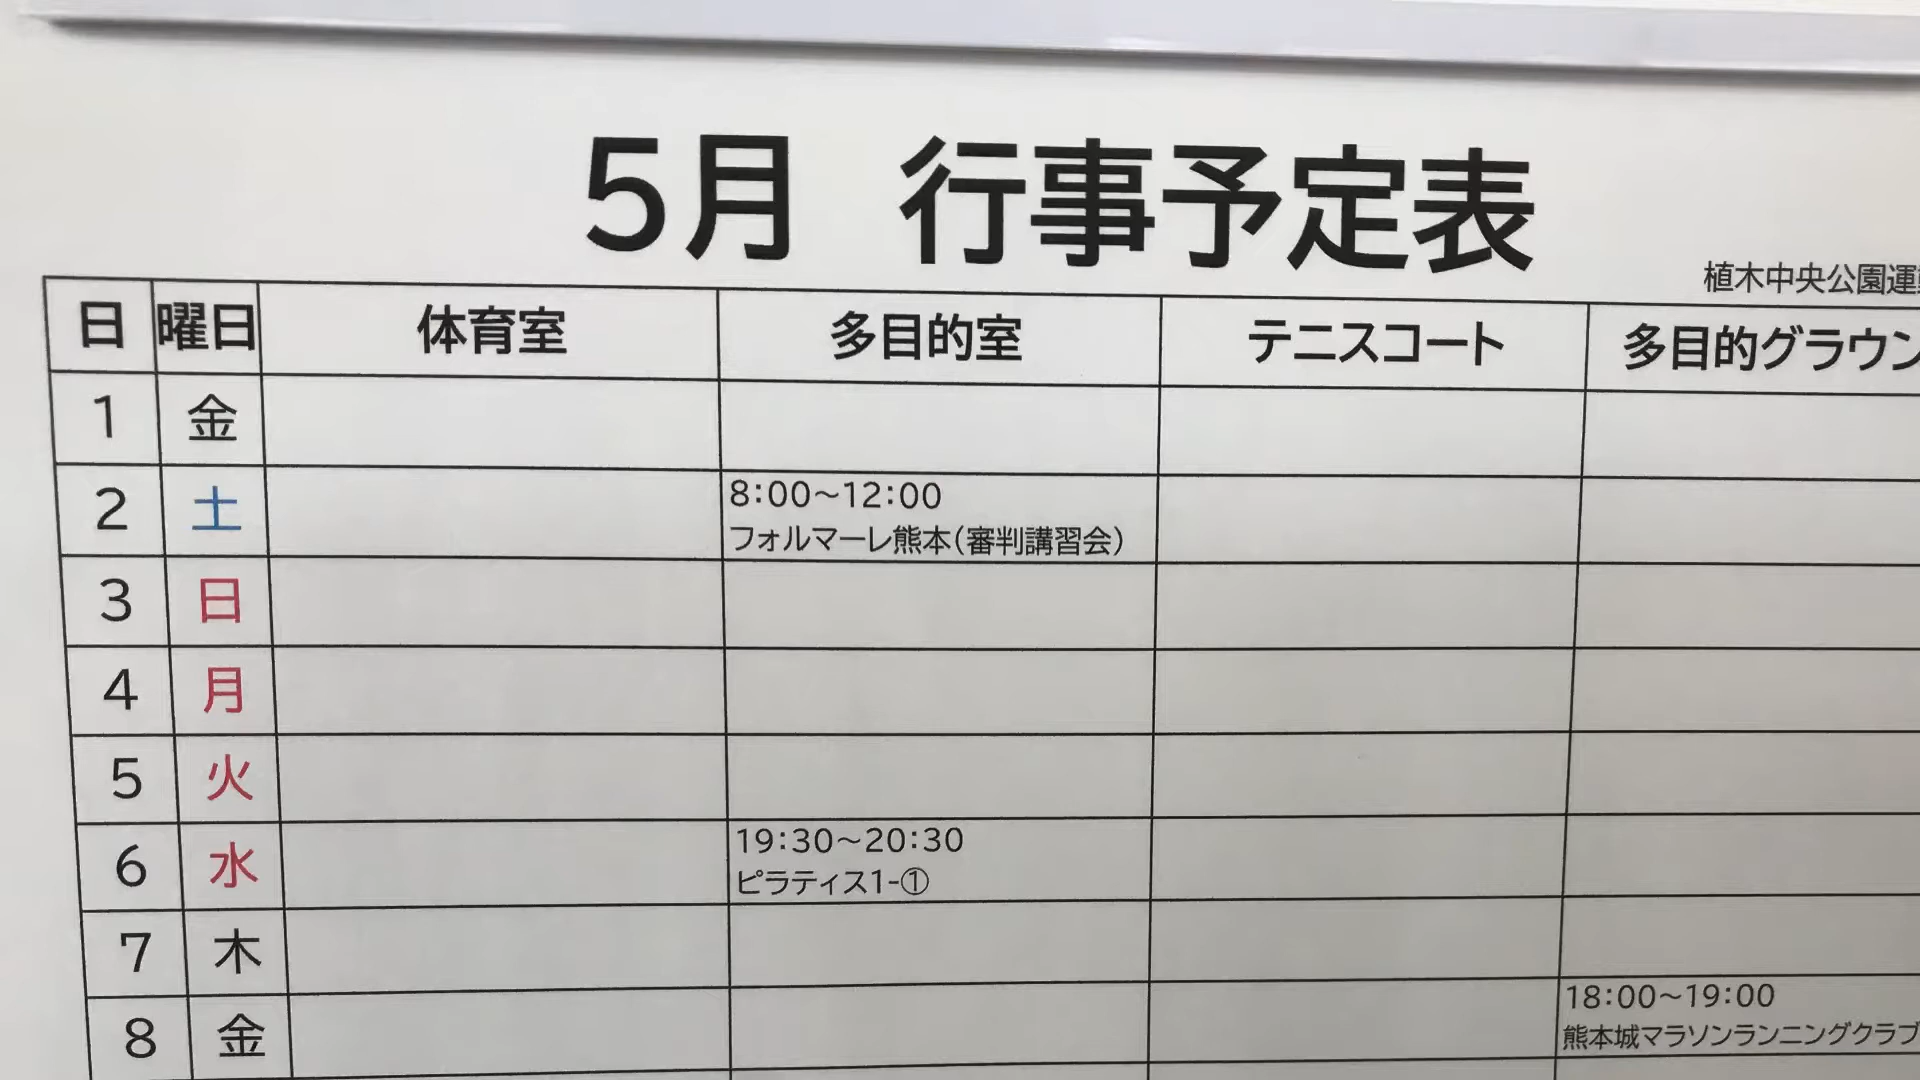 5月 行事予定表
植木中央公園運
日 曜日 体育室 多目的室 テニスコート 多目的グラウン
1 金
2 土 8:00～12:00
フォルマーレ熊本(審判講習会)
3 日
4 月
5 火
6 水 19:30～20:30
ピラティス1-①
7 木
8 金 18:00～19:00
熊本城マラソンランニングクラブ